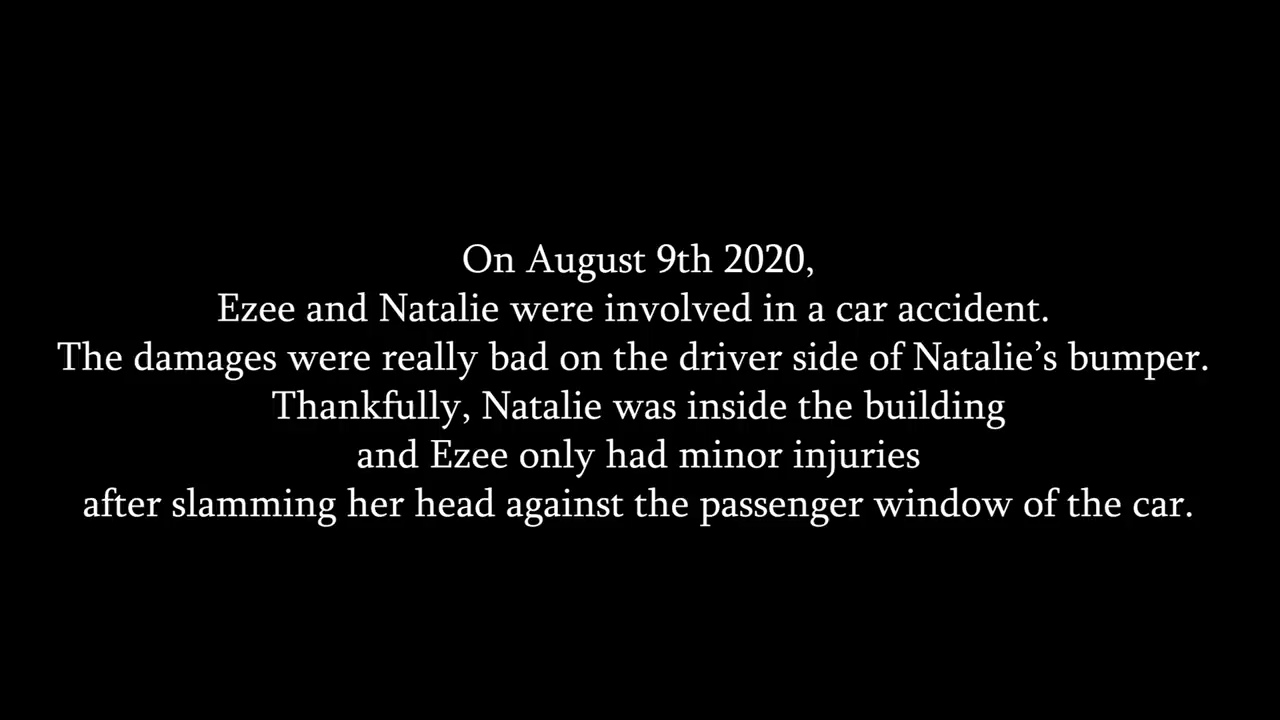 On August 9th 2020,
Ezee and Natalie were involved in a car accident.
The damages were really bad on the driver side of Natalie’s bumper.
Thankfully, Natalie was inside the building
and Ezee only had minor injuries
after slamming her head against the passenger window of the car.